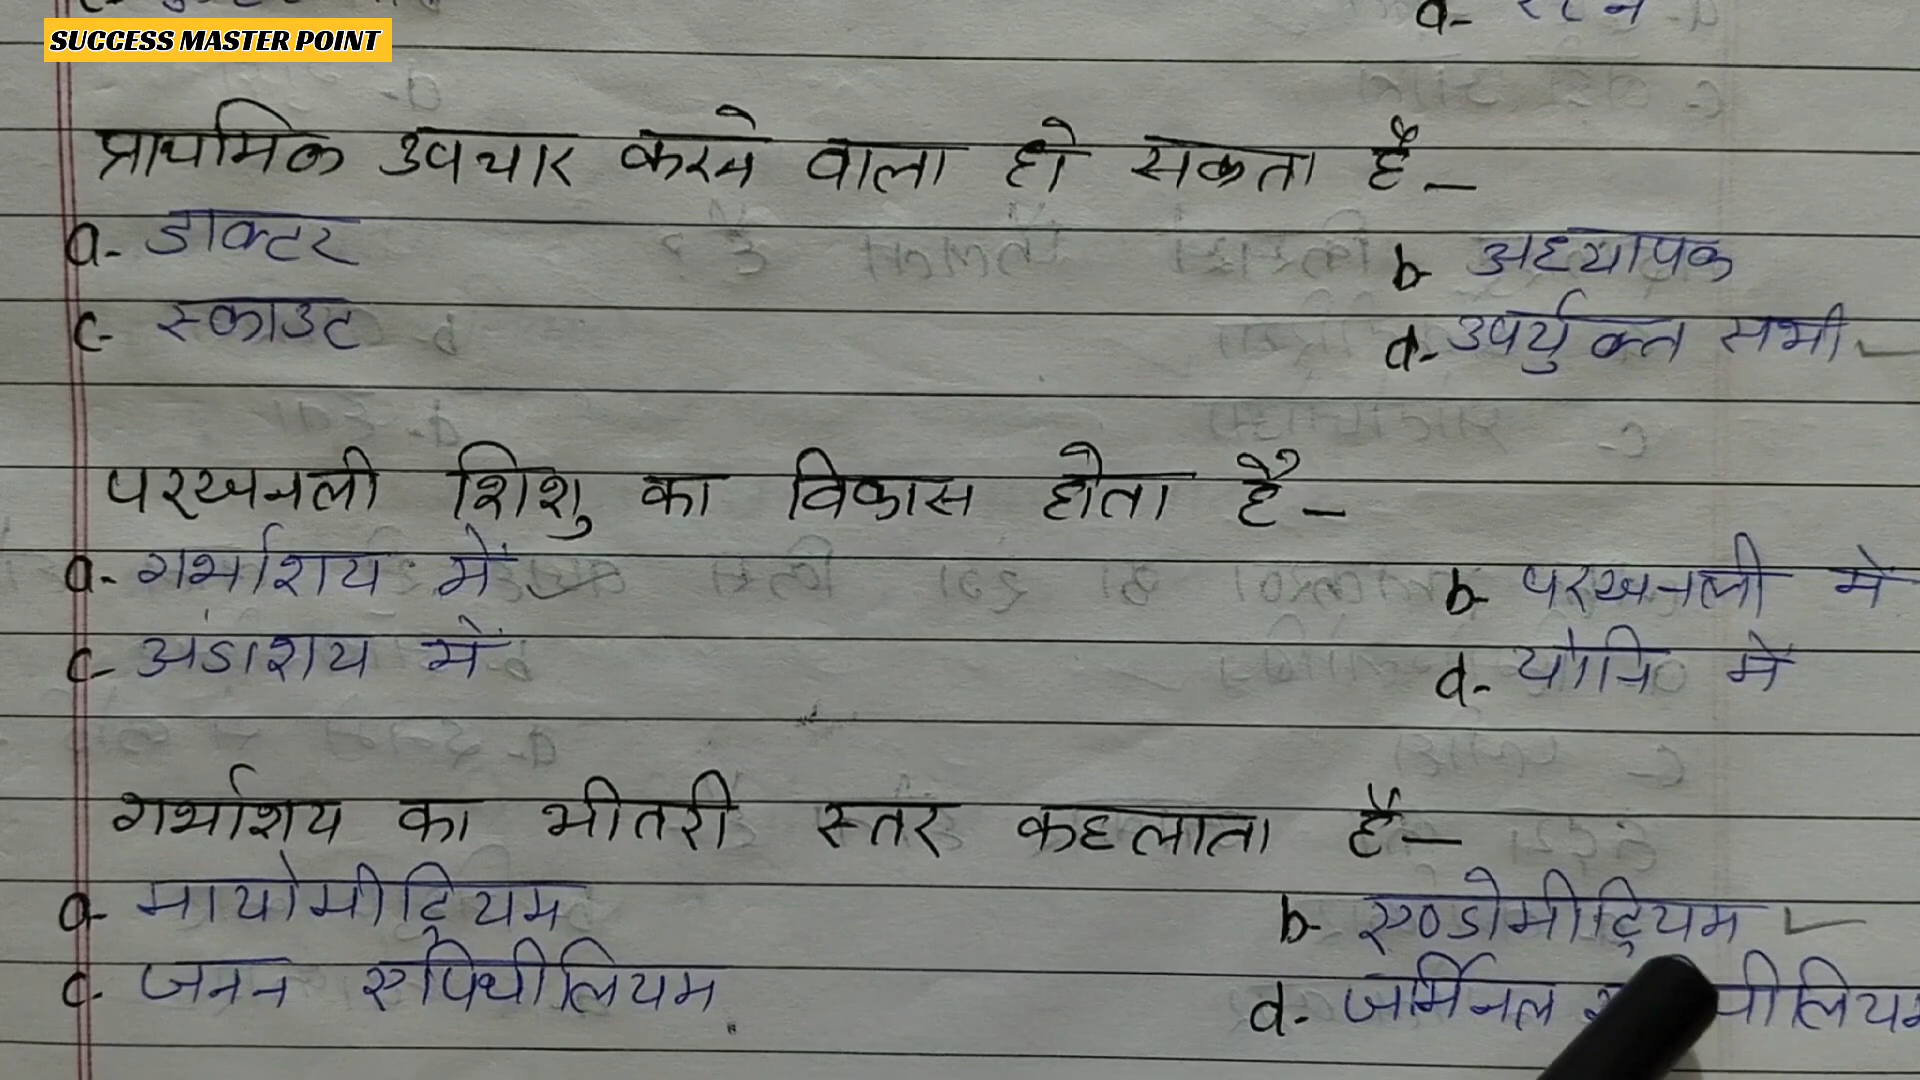 SUCCESS MASTER POINT
प्राथमिक उपचार करने वाला हो सकता है –
a- डाक्टर b- अध्यापक
c- स्काउट d- उपर्युक्त सभी
परखनली शिशु का विकास होता है –
a- गर्भाशय में b- परखनली में
c- अंडाशय में d- योनि में
गर्भाशय का भीतरी स्तर कहलाता है –
a- मायोमीट्रियम b- एण्डोमीट्रियम
c- जनन एपिथीलियम d- जर्मिनल